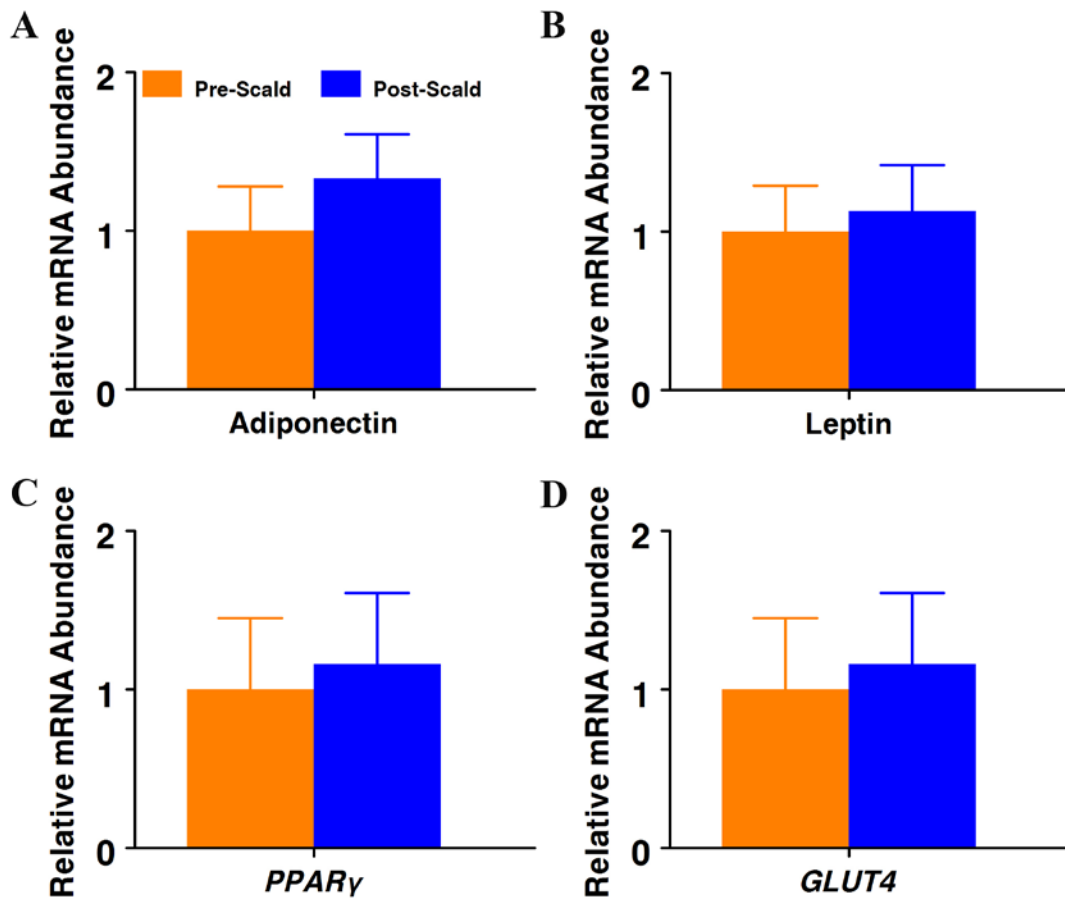 A
Relative mRNA Abundance
2
1
0
Pre-Scald
Post-Scald
Adiponectin
B
Relative mRNA Abundance
2
1
0
Leptin
C
Relative mRNA Abundance
2
1
0
PPARγ
D
Relative mRNA Abundance
2
1
0
GLUT4